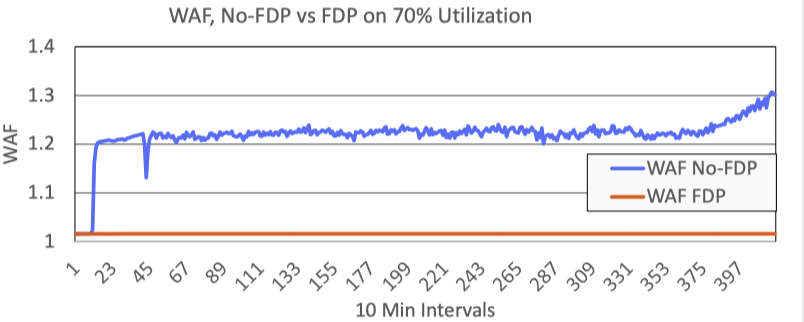 WAF, No-FDP vs FDP on 70% Utilization
1.4
1.3
1.2
1.1
1
WAF
WAF No-FDP
WAF FDP
1 23 45 67 89 111 133 155 177 199 221 243 265 287 309 331 353 375 397
10 Min Intervals